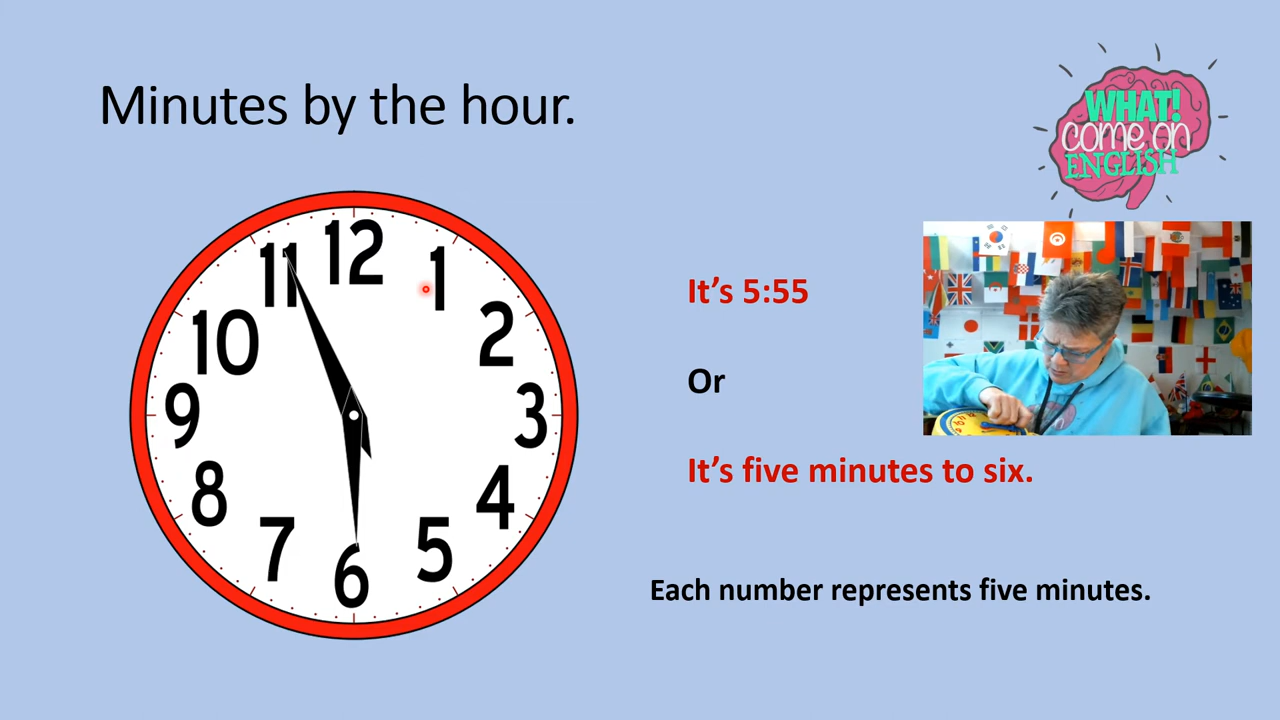 Minutes by the hour.
WHAT!
COME ON
ENGLISH
12
1
2
3
4
5
6
7
8
9
10
11
It's 5:55
Or
It's five minutes to six.
Each number represents five minutes.